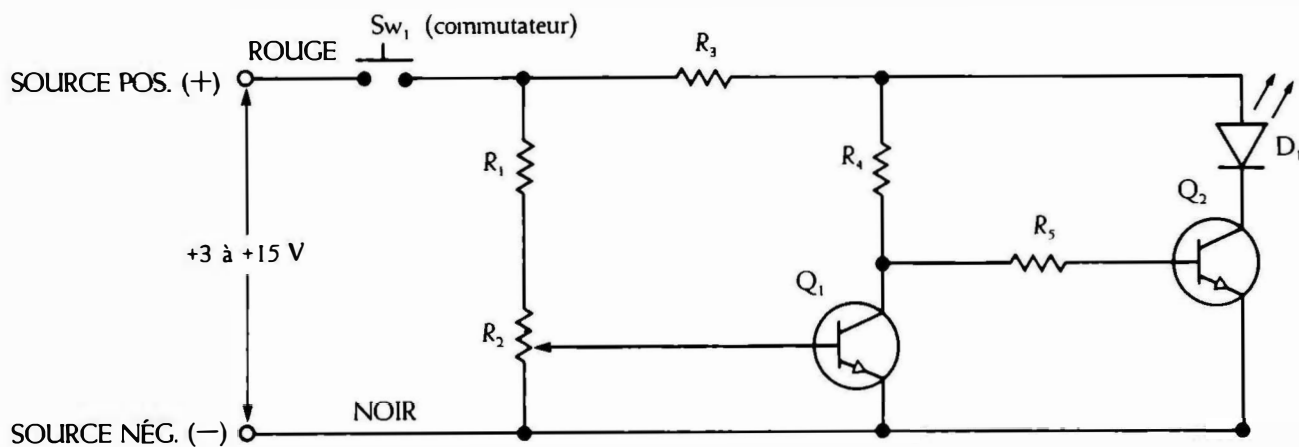 Sw₁ (commutateur)
ROUGE
R₃
SOURCE POS. (+)
R₁
R₄
D₁
Q₂
+3 à +15 V
R₅
Q₁
R₂
NOIR
SOURCE NÉG. (—)